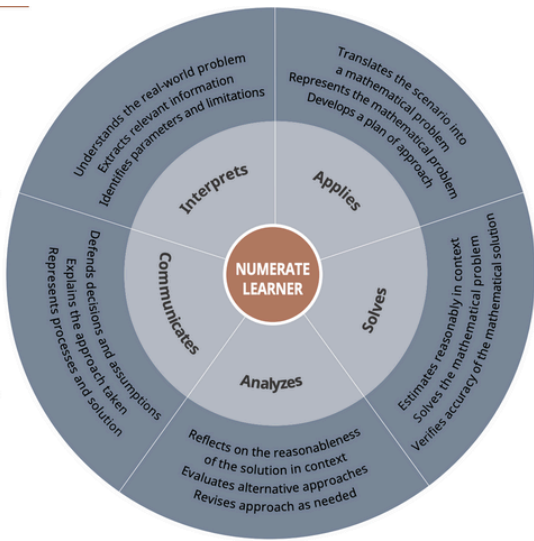 NUMERATE
LEARNER
Interprets
Understands the real-world problem
Extracts relevant information
Identifies parameters and limitations
Applies
Translates the scenario into
a mathematical problem
Represents the mathematical problem
Develops a plan of approach
Solves
Estimates reasonably in context
Solves the mathematical problem
Verifies accuracy of the mathematical solution
Analyzes
Reflects on the reasonableness
of the solution in context
Evaluates alternative approaches
Revises approach as needed
Communicates
Defends decisions and assumptions
Explains the approach taken
Represents processes and solution